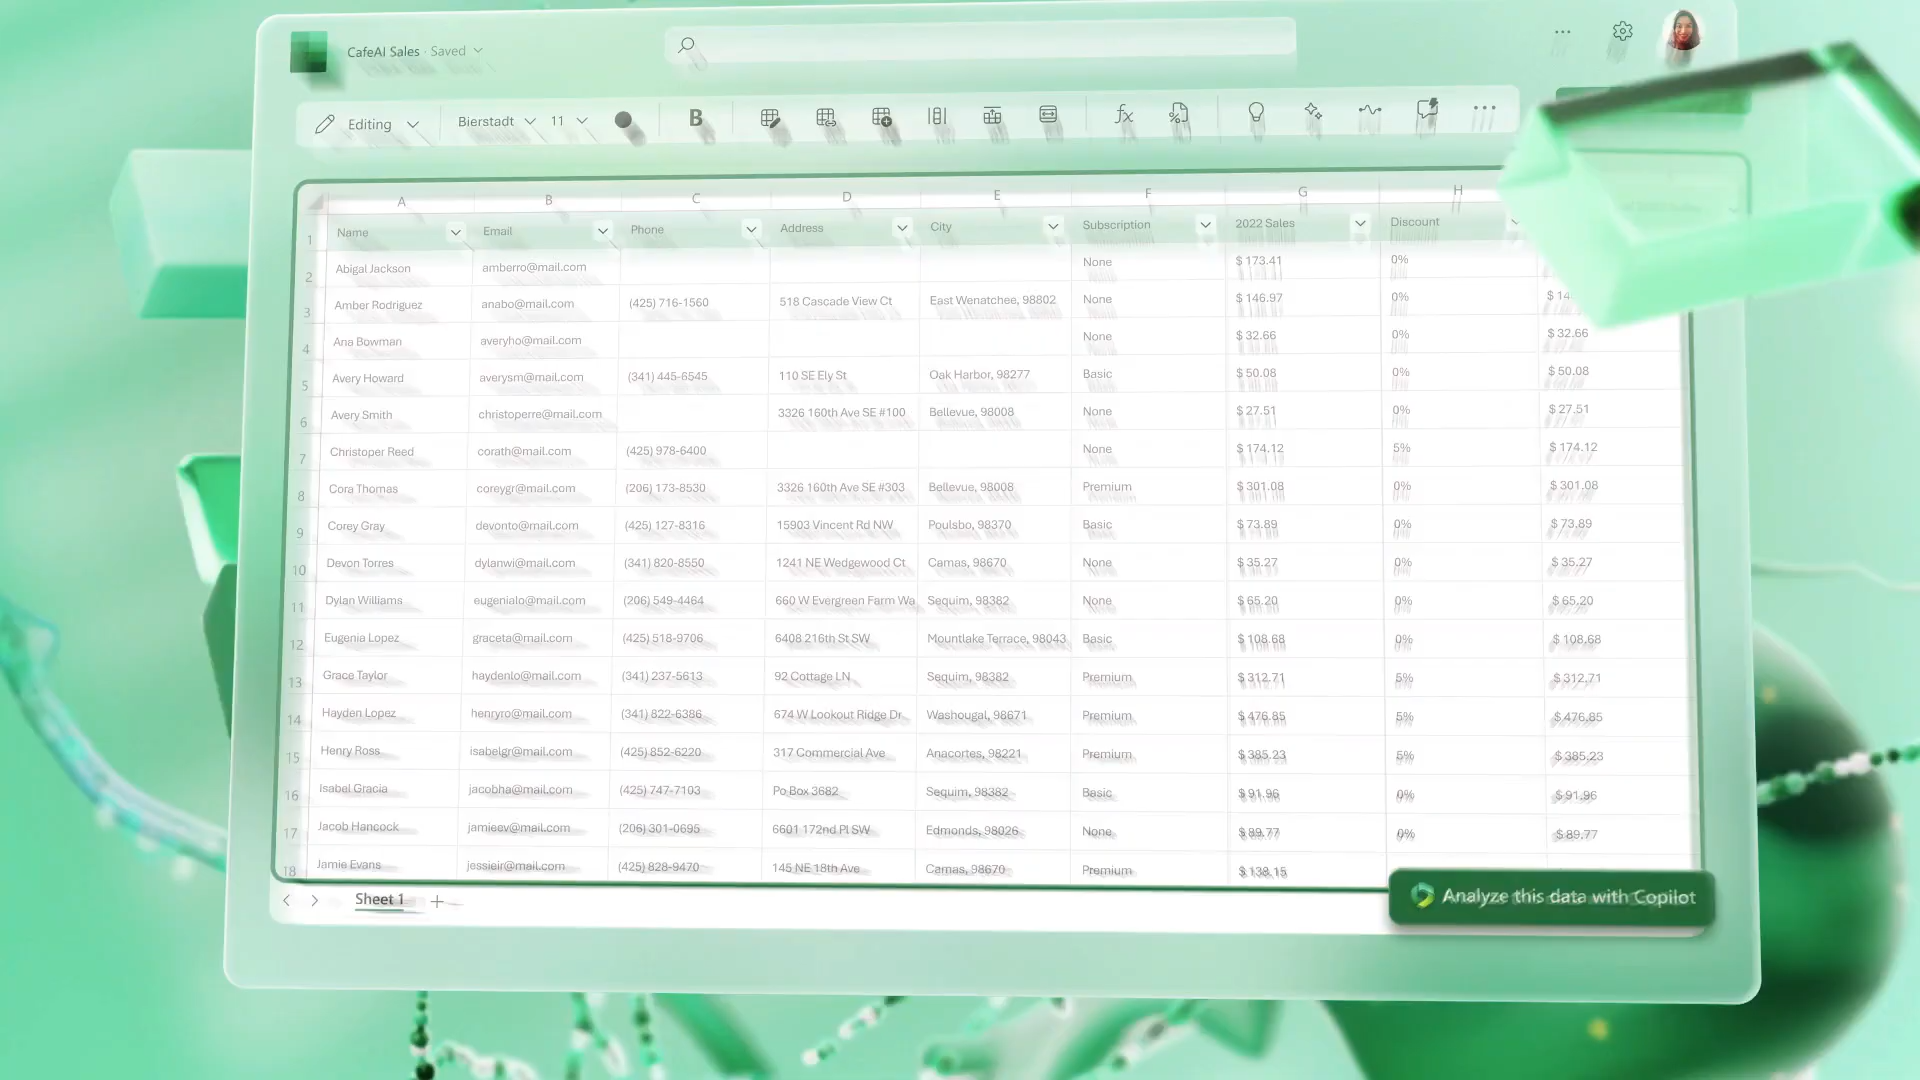 CafeAI Sales · Saved
Editing Bierstadt 11 B fx
A B C D E F G H
1 Name Email Phone Address City Subscription 2022 Sales Discount
2 Abigal Jackson amberro@mail.com None $ 173.41 0%
3 Amber Rodriguez anabo@mail.com (425) 716-1560 518 Cascade View Ct East Wenatchee, 98802 None $ 146.97 0%
4 Ana Bowman averyho@mail.com None $ 32.66 0% $ 32.66
5 Avery Howard averysm@mail.com (341) 445-6545 110 SE Ely St Oak Harbor, 98277 Basic $ 50.08 0% $ 50.08
6 Avery Smith christoperre@mail.com 3326 160th Ave SE #100 Bellevue, 98008 None $ 27.51 0% $ 27.51
7 Christoper Reed corath@mail.com (425) 978-6400 None $ 174.12 5% $ 174.12
8 Cora Thomas coreygr@mail.com (206) 173-8530 3326 160th Ave SE #303 Bellevue, 98008 Premium $ 301.08 0% $ 301.08
9 Corey Gray devonto@mail.com (425) 127-8316 15903 Vincent Rd NW Poulsbo, 98370 Basic $ 73.89 0% $ 73.89
10 Devon Torres dylanwi@mail.com (341) 820-8550 1241 NE Wedgewood Ct Camas, 98670 None $ 35.27 0% $ 35.27
11 Dylan Williams eugenialo@mail.com (206) 549-4464 660 W Evergreen Farm Wa Sequim, 98382 None $ 65.20 0% $ 65.20
12 Eugenia Lopez graceta@mail.com (425) 518-9706 6408 216th St SW Mountlake Terrace, 98043 Basic $ 108.68 0% $ 108.68
13 Grace Taylor haydenlo@mail.com (341) 237-5613 92 Cottage LN Sequim, 98382 Premium $ 312.71 5% $ 312.71
14 Hayden Lopez henryro@mail.com (341) 822-6386 674 W Lookout Ridge Dr Washougal, 98671 Premium $ 476.85 5% $ 476.85
15 Henry Ross isabelgr@mail.com (425) 852-6220 317 Commercial Ave Anacortes, 98221 Premium $ 385.23 5% $ 385.23
16 Isabel Gracia jacobha@mail.com (425) 747-7103 Po Box 3682 Sequim, 98382 Basic $ 91.96 0% $ 91.96
17 Jacob Hancock jamieev@mail.com (206) 301-0695 6601 172nd Pl SW Edmonds, 98026 None $ 89.77 0% $ 89.77
18 Jamie Evans jessieir@mail.com (425) 828-9470 145 NE 18th Ave Camas, 98670 Premium $ 138.15
Sheet 1
Analyze this data with Copilot